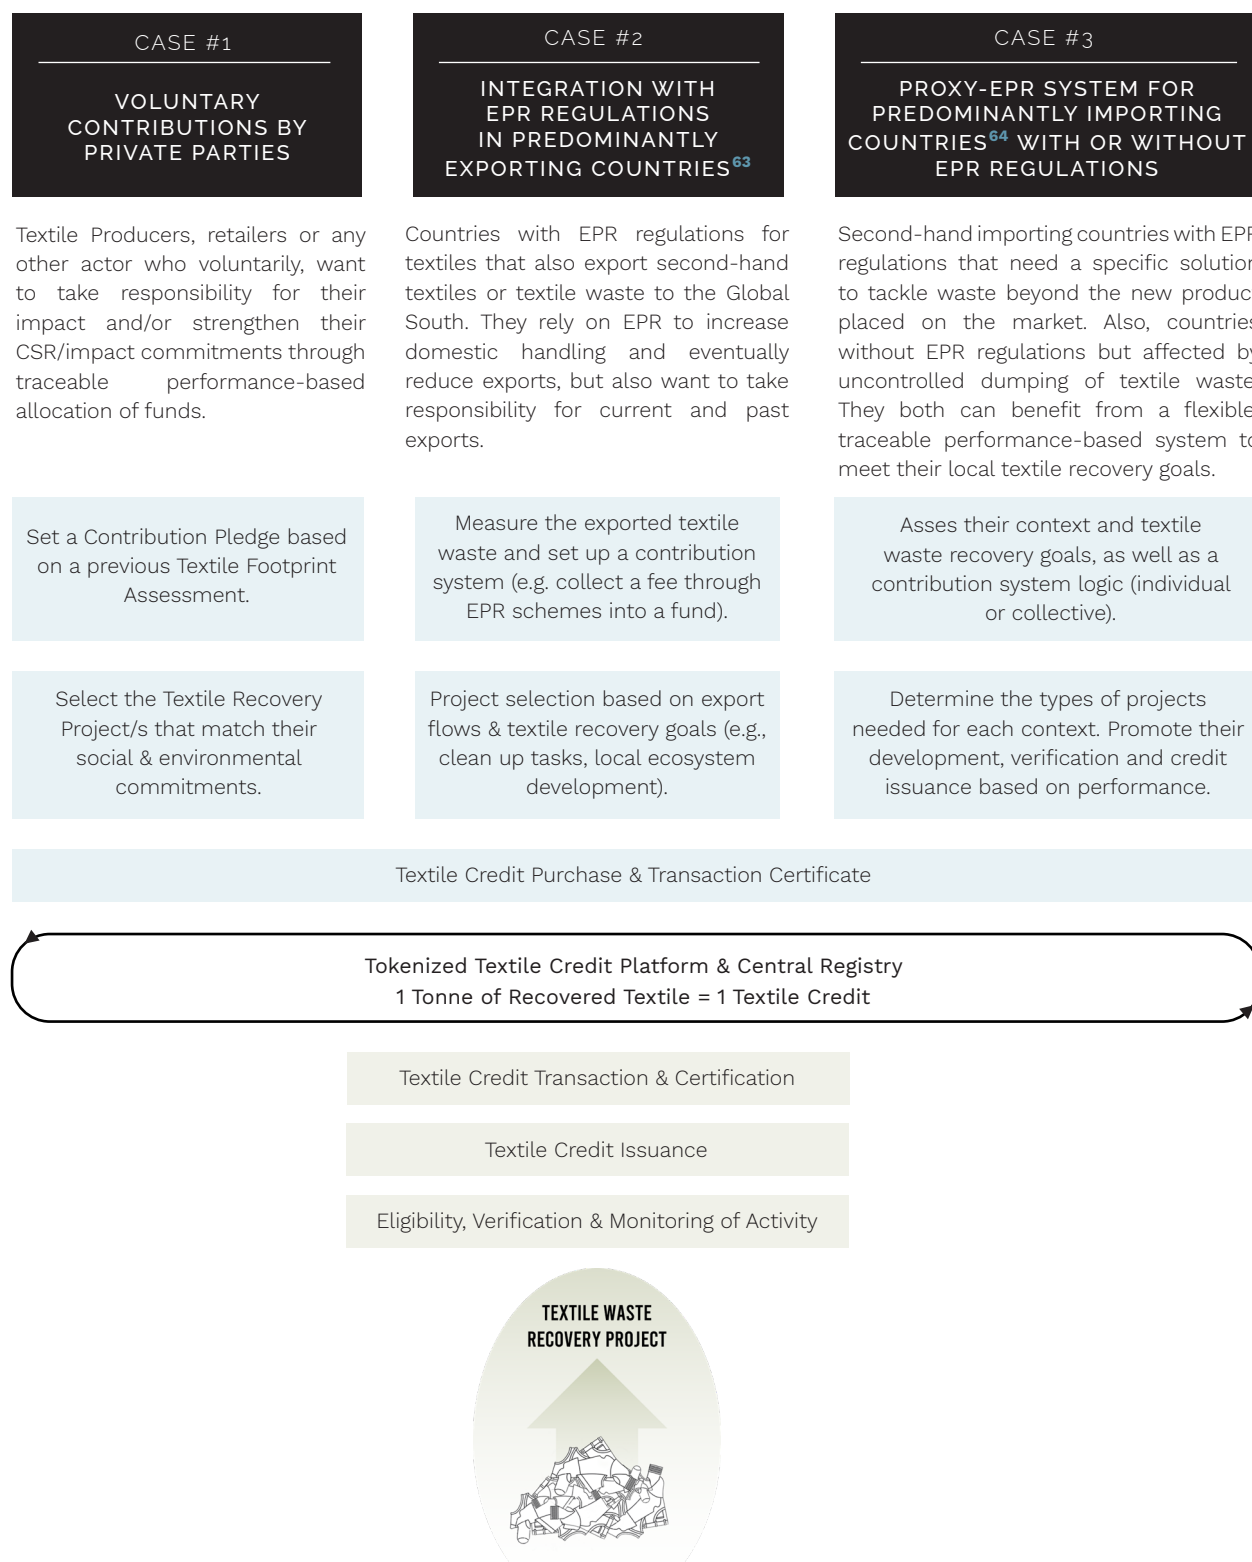 CASE #1
VOLUNTARY
CONTRIBUTIONS BY
PRIVATE PARTIES
Textile Producers, retailers or any
other actor who voluntarily, want
to take responsibility for their
impact and/or strengthen their
CSR/impact commitments through
traceable performance-based
allocation of funds.
Set a Contribution Pledge based
on a previous Textile Footprint
Assessment.
Select the Textile Recovery
Project/s that match their
social & environmental
commitments.
CASE #2
INTEGRATION WITH
EPR REGULATIONS
IN PREDOMINANTLY
EXPORTING COUNTRIES63
Countries with EPR regulations for
textiles that also export second-hand
textiles or textile waste to the Global
South. They rely on EPR to increase
domestic handling and eventually
reduce exports, but also want to take
responsibility for current and past
exports.
Measure the exported textile
waste and set up a contribution
system (e.g. collect a fee through
EPR schemes into a fund).
Project selection based on export
flows & textile recovery goals (e.g.,
clean up tasks, local ecosystem
development).
CASE #3
PROXY-EPR SYSTEM FOR
PREDOMINANTLY IMPORTING
COUNTRIES64 WITH OR WITHOUT
EPR REGULATIONS
Second-hand importing countries with EPR
regulations that need a specific solution
to tackle waste beyond the new product
placed on the market. Also, countries
without EPR regulations but affected by
uncontrolled dumping of textile waste
They both can benefit from a flexible
traceable performance-based system to
meet their local textile recovery goals.
Asses their context and textile
waste recovery goals, as well as a
contribution system logic (individual
or collective).
Determine the types of projects
needed for each context. Promote their
development, verification and credit
issuance based on performance.
Textile Credit Purchase & Transaction Certificate
Tokenized Textile Credit Platform & Central Registry
1 Tonne of Recovered Textile = 1 Textile Credit
Textile Credit Transaction & Certification
Textile Credit Issuance
Eligibility, Verification & Monitoring of Activity
TEXTILE WASTE
RECOVERY PROJECT